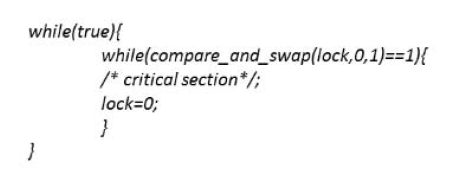 while(true){
while(compare_and_swap(lock,0,1)==1){
/* critical section*/;
lock=0;
}
}